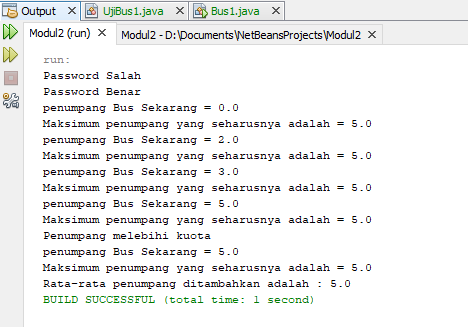 Output
UjiBus1.java
Bus1.java
Modul2 (run)
Modul2 - D:\Documents\NetBeansProjects\Modul2
run:
Password Salah
Password Benar
penumpang Bus Sekarang = 0.0
Maksimum penumpang yang seharusnya adalah = 5.0
penumpang Bus Sekarang = 2.0
Maksimum penumpang yang seharusnya adalah = 5.0
penumpang Bus Sekarang = 3.0
Maksimum penumpang yang seharusnya adalah = 5.0
penumpang Bus Sekarang = 5.0
Maksimum penumpang yang seharusnya adalah = 5.0
Penumpang melebihi kuota
penumpang Bus Sekarang = 5.0
Maksimum penumpang yang seharusnya adalah = 5.0
Rata-rata penumpang ditambahkan adalah : 5.0
BUILD SUCCESSFUL (total time: 1 second)